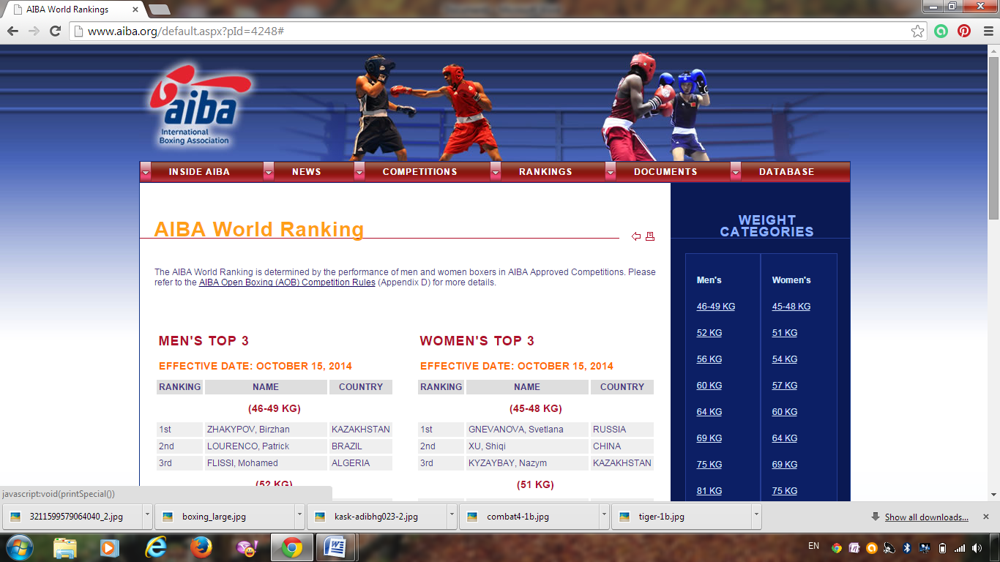 AIBA World Rankings
www.aiba.org/default.aspx?pId=4248#
aiba
International
Boxing Association
INSIDE AIBA NEWS COMPETITIONS RANKINGS DOCUMENTS DATABASE
AIBA World Ranking
The AIBA World Ranking is determined by the performance of men and women boxers in AIBA Approved Competitions. Please
refer to the AIBA Open Boxing (AOB) Competition Rules (Appendix D) for more details.
MEN'S TOP 3
EFFECTIVE DATE: OCTOBER 15, 2014
RANKING NAME COUNTRY
(46-49 KG)
1st ZHAKYPOV, Birzhan KAZAKHSTAN
2nd LOURENCO, Patrick BRAZIL
3rd FLISSI, Mohamed ALGERIA
(52 KG)
WOMEN'S TOP 3
EFFECTIVE DATE: OCTOBER 15, 2014
RANKING NAME COUNTRY
(45-48 KG)
1st GNEVANOVA, Svetlana RUSSIA
2nd XU, Shiqi CHINA
3rd KYZAYBAY, Nazym KAZAKHSTAN
(51 KG)
WEIGHT
CATEGORIES
Men's Women's
46-49 KG 45-48 KG
52 KG 51 KG
56 KG 54 KG
60 KG 57 KG
64 KG 60 KG
69 KG 64 KG
75 KG 69 KG
81 KG 75 KG
javascript:void(printSpecial())
3211599579064040_2.jpg boxing_large.jpg kask-adibhg023-2.jpg combat4-1b.jpg tiger-1b.jpg Show all downloads...
EN